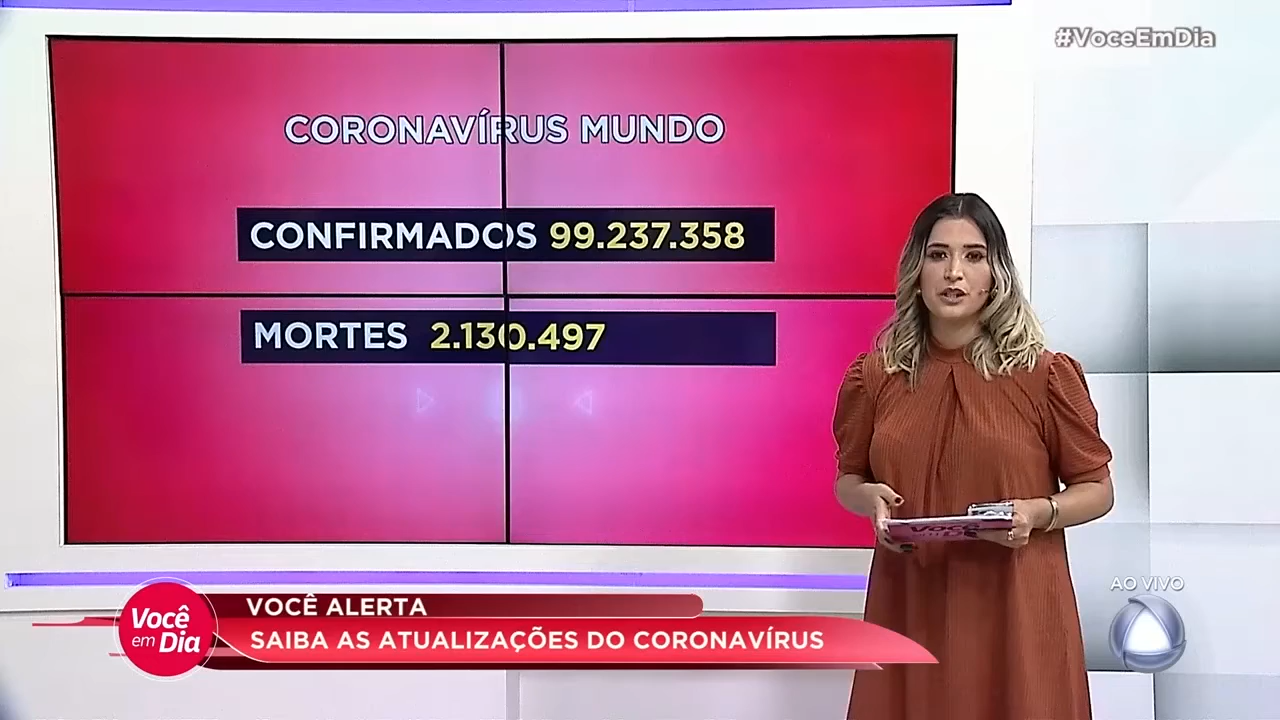 #VoceEmDia
CORONAVÍRUS MUNDO
CONFIRMADOS 99.237.358
MORTES 2.130.497
VOCÊ
AO VIVO
Você
em Dia
VOCÊ ALERTA
SAIBA AS ATUALIZAÇÕES DO CORONAVÍRUS